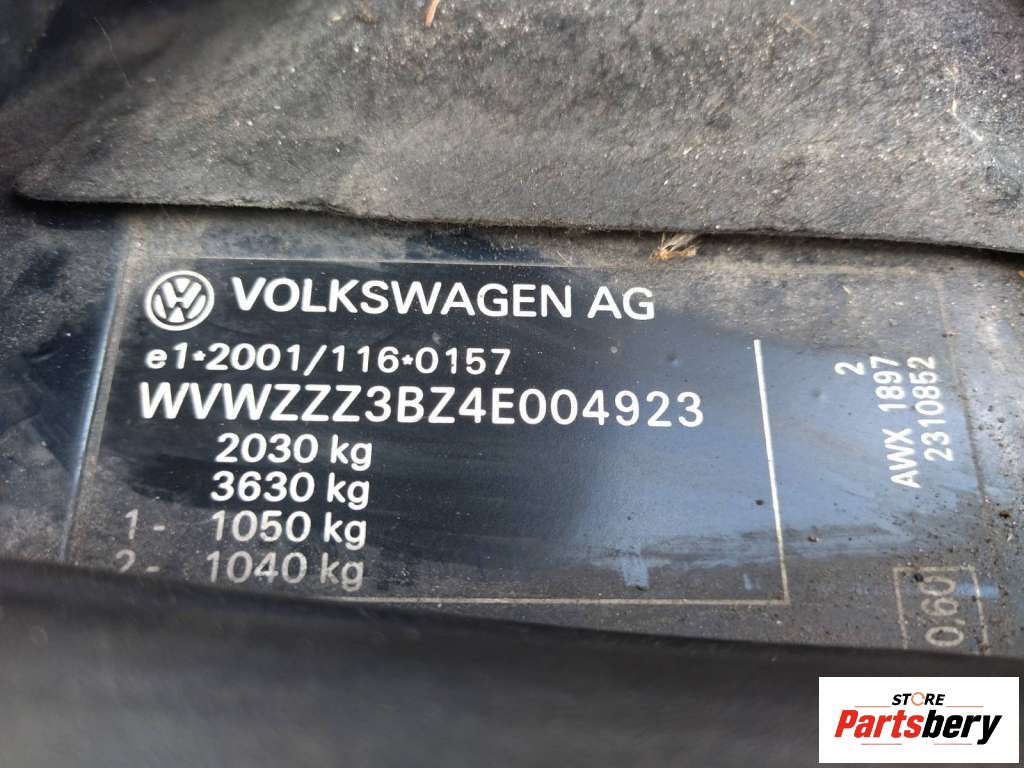 VOLKSWAGEN AG
e1*2001/116*0157
WVWZZZ3BZ4E004923
2030 kg
3630 kg
1- 1050 kg
2- 1040 kg
2
AWX 1897
2310852
0,60
STORE
Partsbery